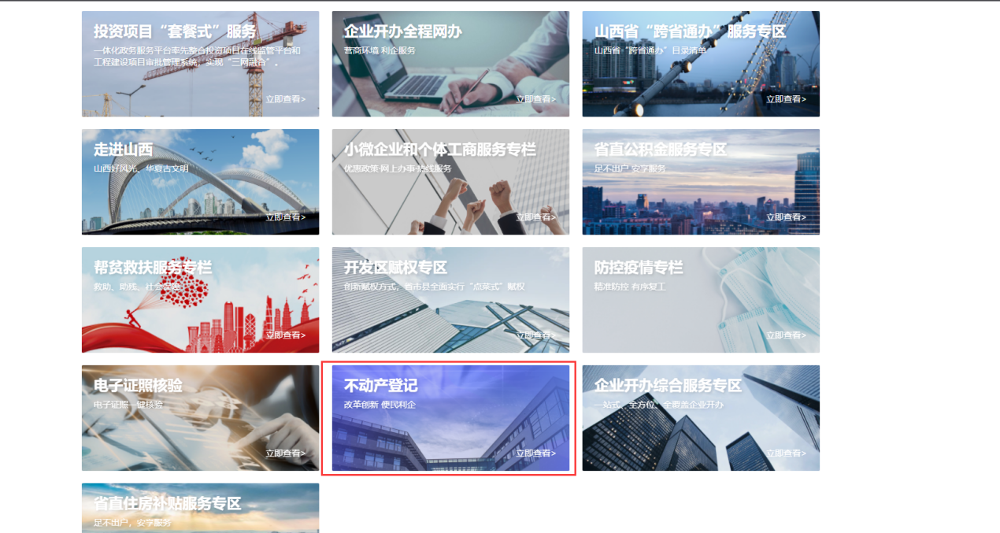 投资项目“套餐式”服务
一体化政务服务平台率先整合投资项目在线监管平台和
工程建设项目审批管理系统，实现“三网融合”。
立即查看>
企业开办全程网办
营商环境 利企服务
立即查看>
山西省“跨省通办”服务专区
山西省“跨省通办”目录清单
立即查看>
走进山西
山西好风光、华夏古文明
立即查看>
小微企业和个体工商服务专栏
优惠政策 网上办事 热线服务
立即查看>
省直公积金服务专区
足不出户 安享服务
立即查看>
帮贫救扶服务专栏
救助、助残、社会保障
立即查看>
开发区赋权专区
创新赋权方式，省市县全面实行“点菜式”赋权
立即查看>
防控疫情专栏
精准防控 有序复工
立即查看>
电子证照核验
电子证照一键核验
立即查看>
不动产登记
改革创新 便民利企
立即查看>
企业开办综合服务专区
一站式、全方位、全覆盖企业开办
立即查看>
省直住房补贴服务专区
足不出户，安享服务